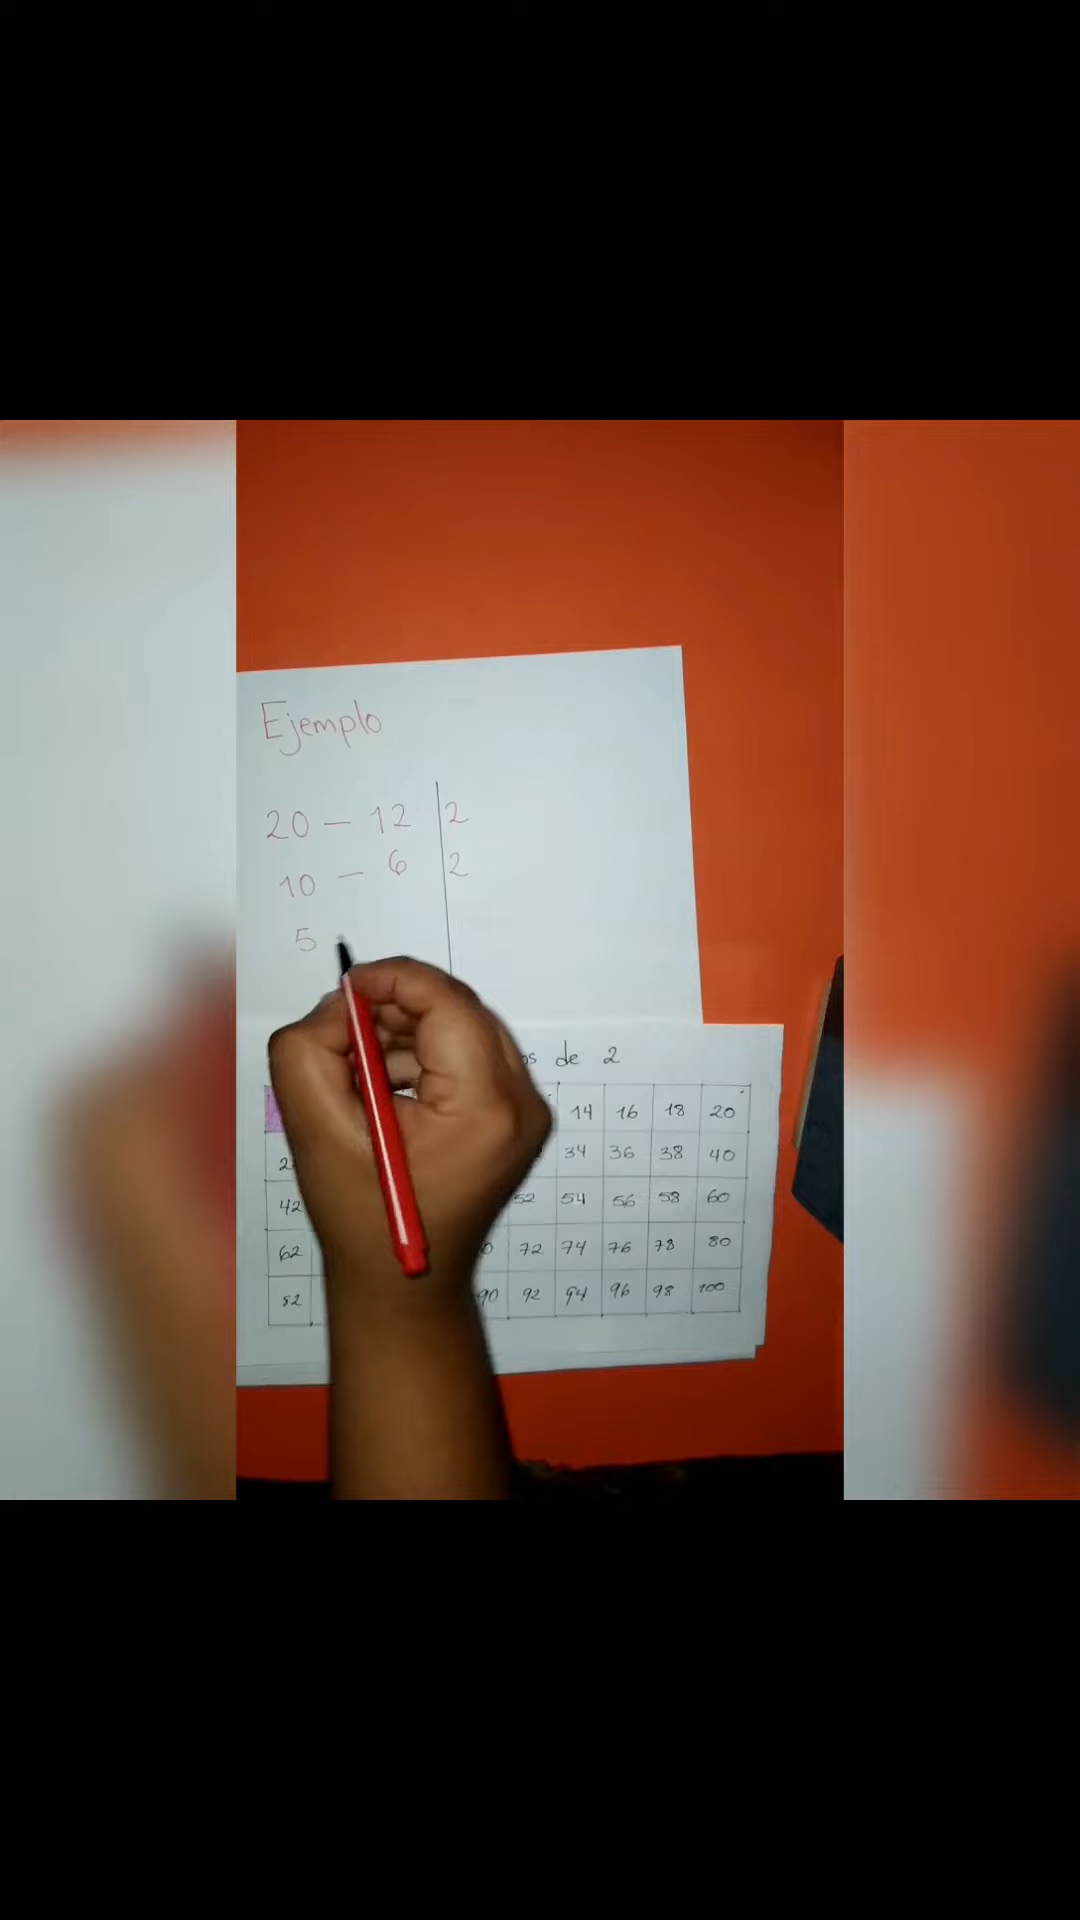 Ejemplo
20 — 12 | 2
10 — 6 | 2
5
de 2
14 16 18 20
34 36 38 40
42 52 54 56 58 60
62 72 74 76 78 80
82 90 92 94 96 98 100